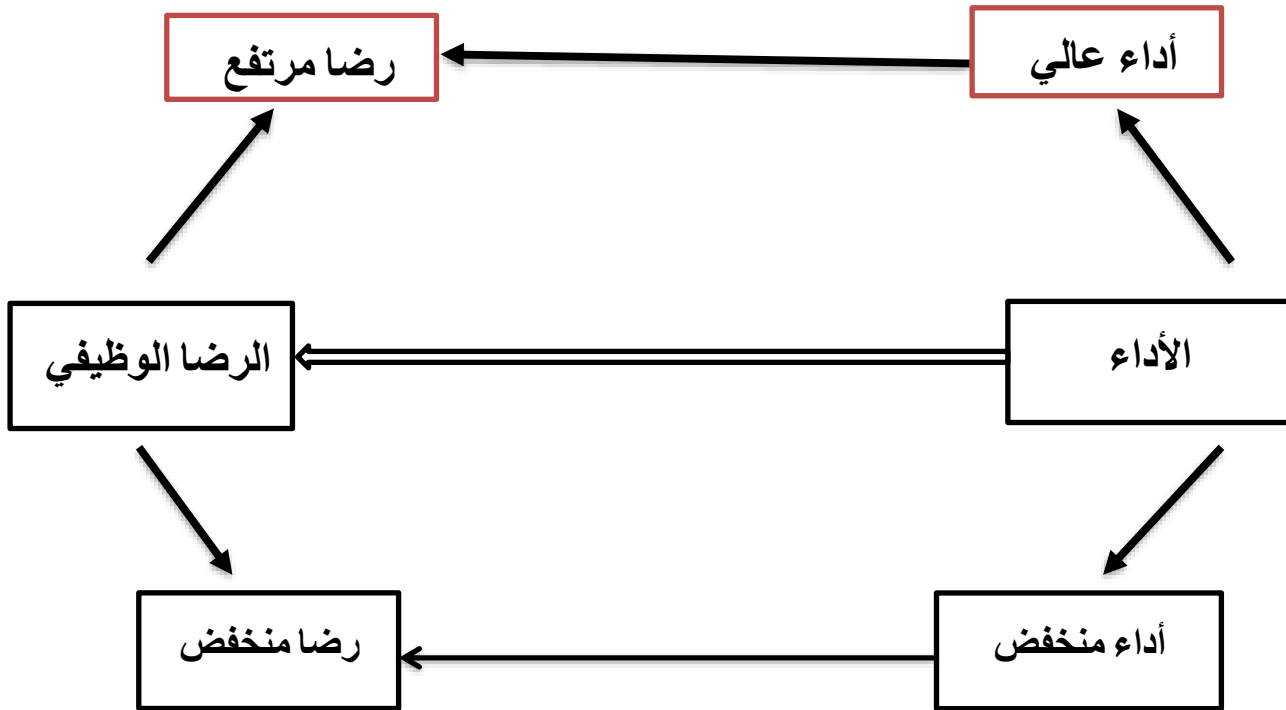 أداء عالي
رضا مرتفع
الأداء
الرضا الوظيفي
أداء منخفض
رضا منخفض